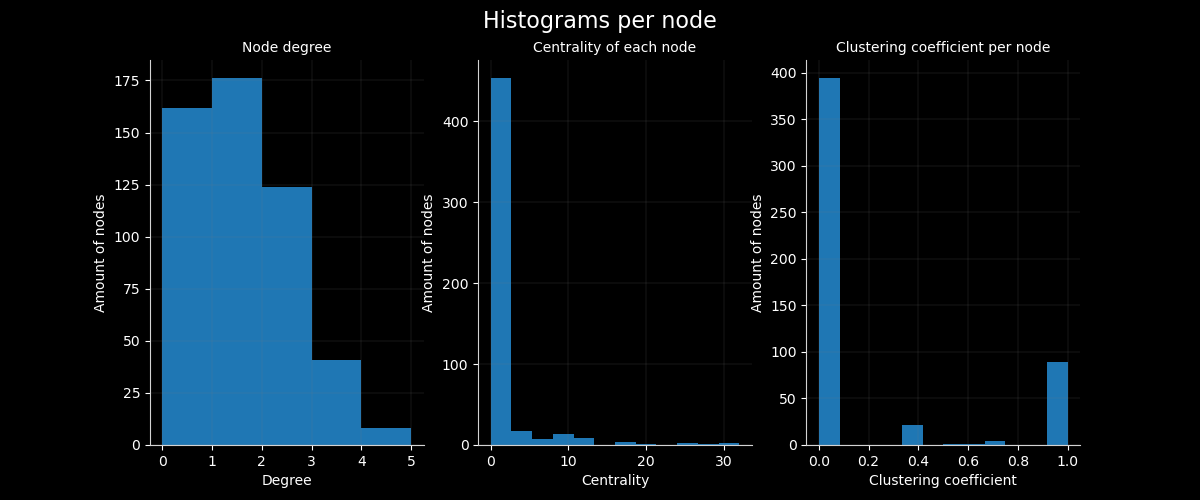 Histograms per node
Node degree
Amount of nodes
175
150
125
100
75
50
25
0
0 1 2 3 4 5
Degree
Centrality of each node
Amount of nodes
400
300
200
100
0
0 10 20 30
Centrality
Clustering coefficient per node
Amount of nodes
400
350
300
250
200
150
100
50
0
0.0 0.2 0.4 0.6 0.8 1.0
Clustering coefficient